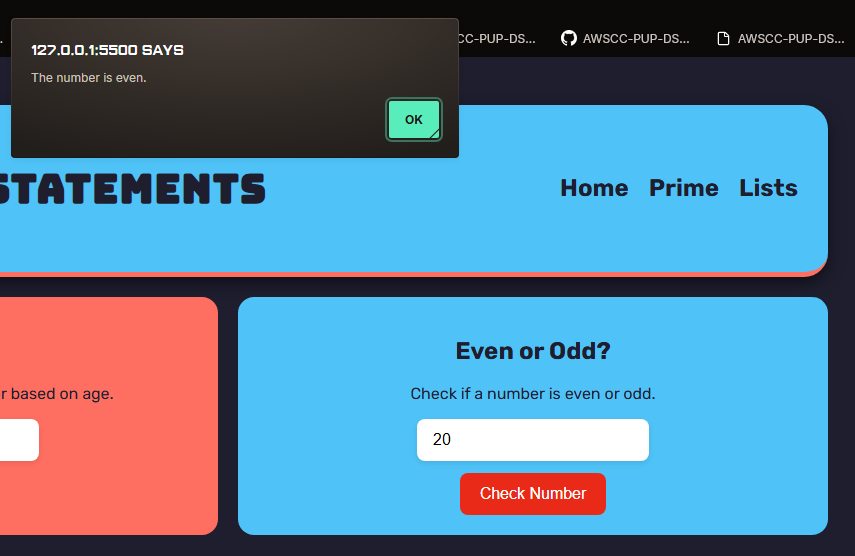 127.0.0.1:5500 SAYS
The number is even.
OK
CC-PUP-DS...
AWSCC-PUP-DS...
AWSCC-PUP-DS...
STATEMENTS
Home Prime Lists
r based on age.
Even or Odd?
Check if a number is even or odd.
20
Check Number